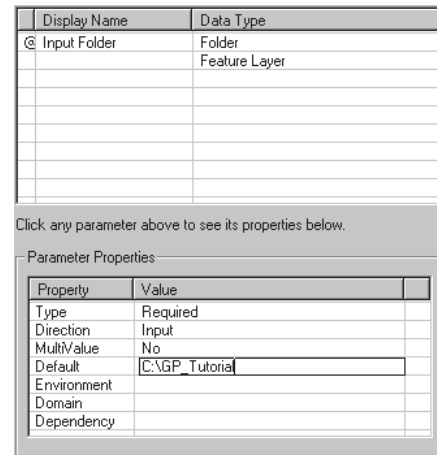 Display Name Data Type
@ Input Folder Folder
Feature Layer
Click any parameter above to see its properties below.
Parameter Properties
Property Value
Type Required
Direction Input
MultiValue No
Default C:\GP_Tutorial
Environment
Domain
Dependency